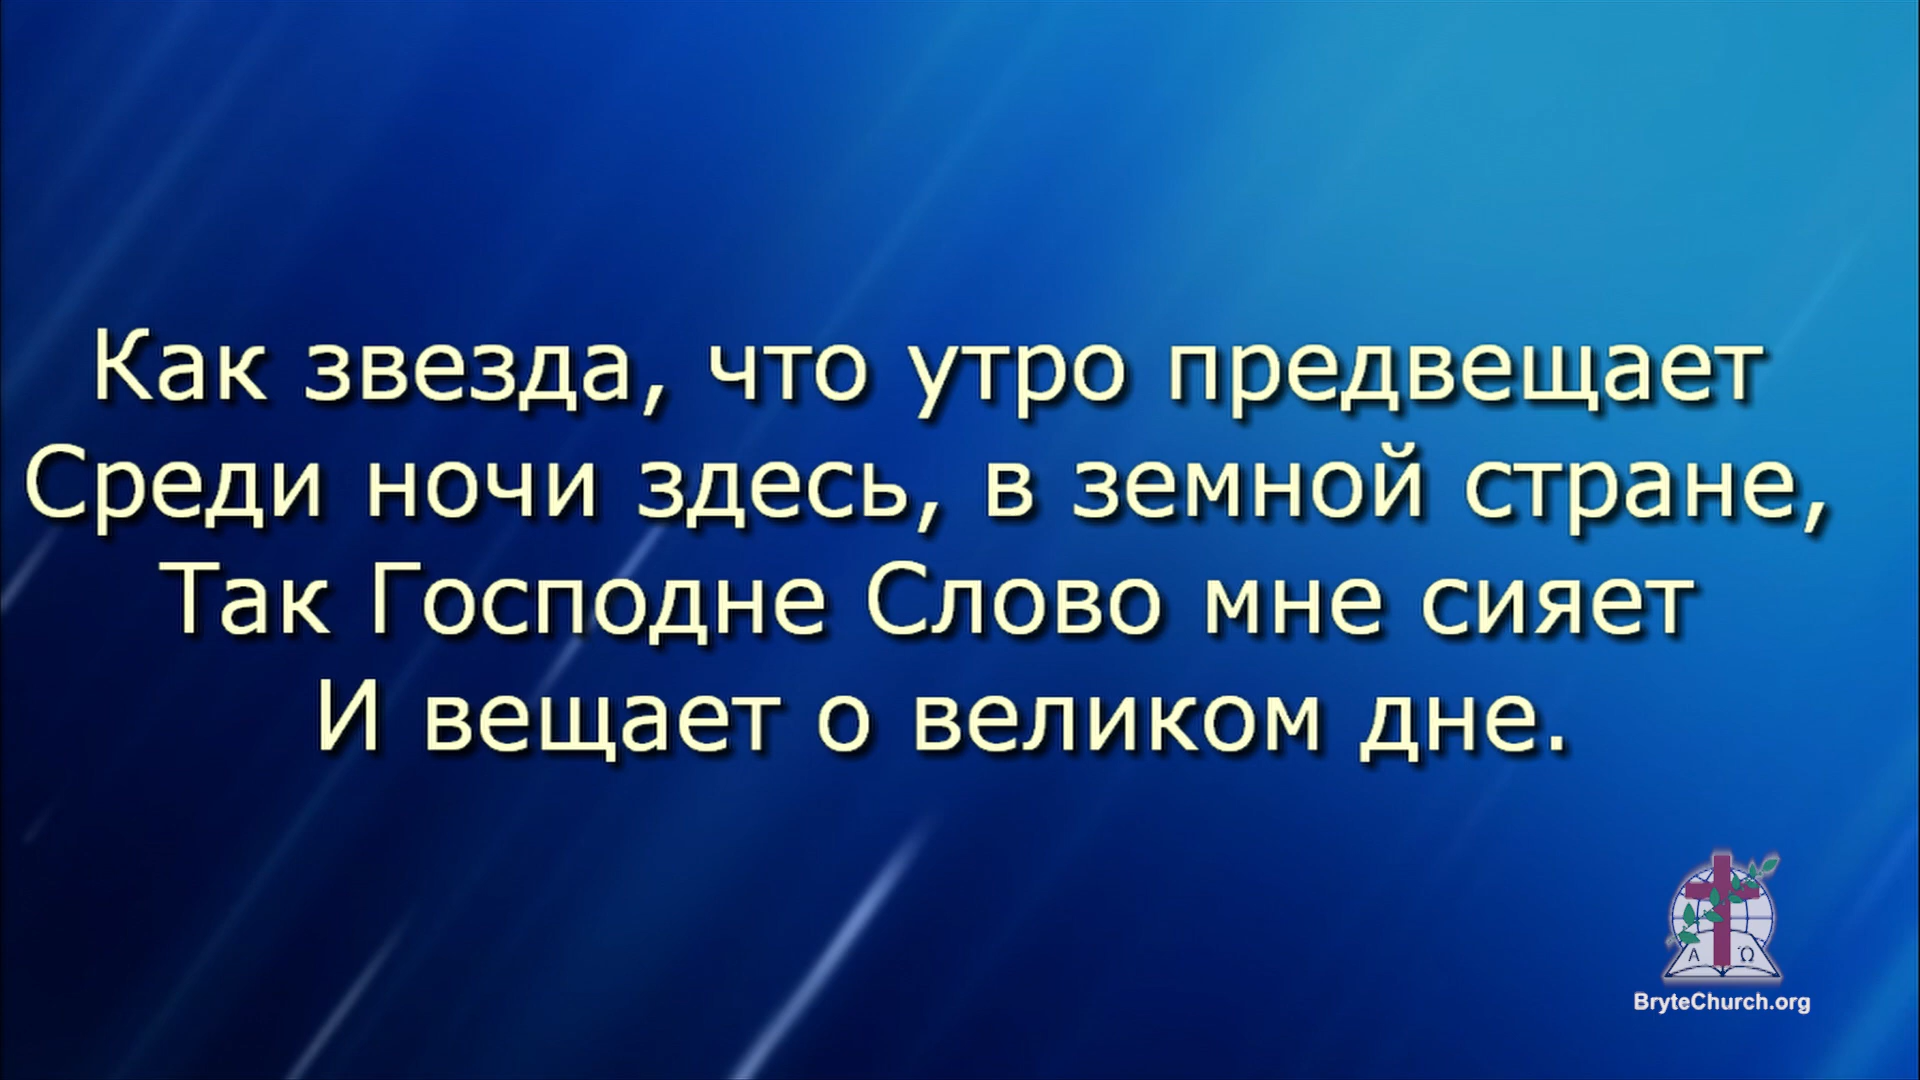 Как звезда, что утро предвещает
Среди ночи здесь, в земной стране,
Так Господне Слово мне сияет
И вещает о великом дне.
Α Ω
BryteChurch.org